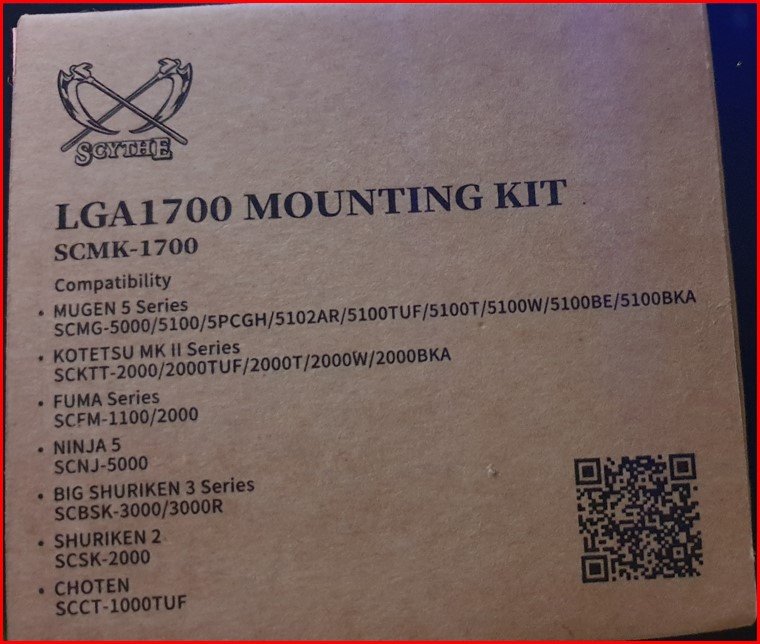 SCYTHE
LGA1700 MOUNTING KIT
SCMK-1700
Compatibility
• MUGEN 5 Series
SCMG-5000/5100/5PCGH/5102AR/5100TUF/5100T/5100W/5100BE/5100BKA
• KOTETSU MK II Series
SCKTT-2000/2000TUF/2000T/2000W/2000BKA
• FUMA Series
SCFM-1100/2000
• NINJA 5
SCNJ-5000
• BIG SHURIKEN 3 Series
SCBSK-3000/3000R
• SHURIKEN 2
SCSK-2000
• CHOTEN
SCCT-1000TUF